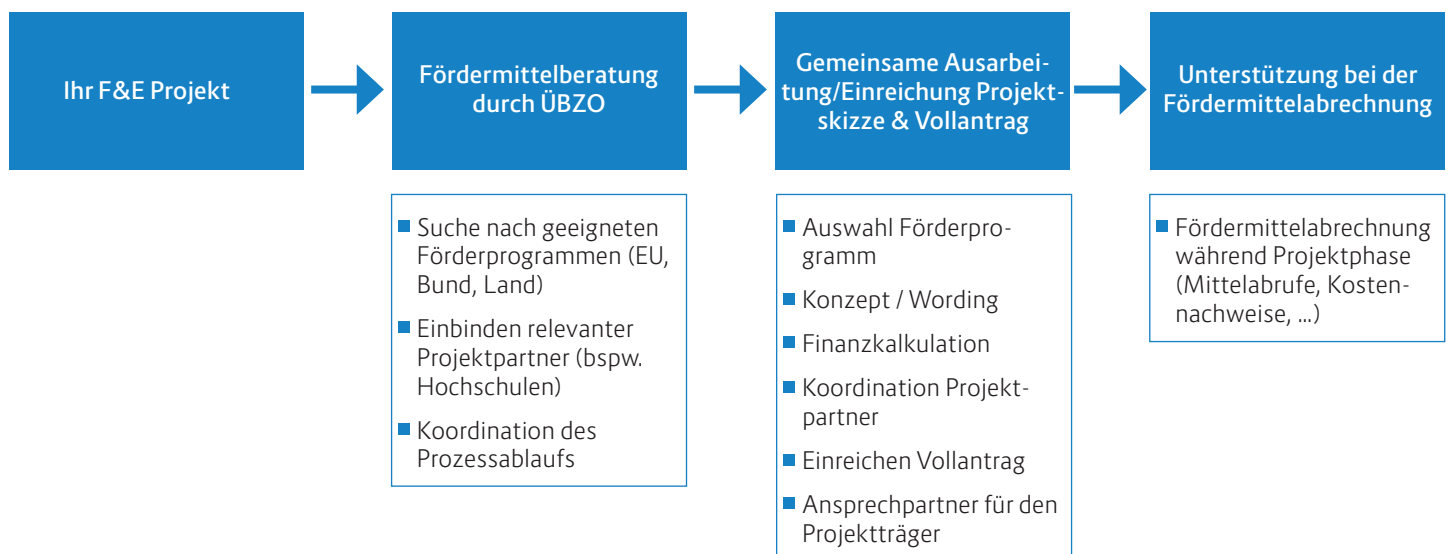 Ihr F&E Projekt
Fördermittelberatung
durch ÜBZO
Gemeinsame Ausarbei-
tung/Einreichung Projekt-
skizze & Vollantrag
Unterstützung bei der
Fördermittelabrechnung
Suche nach geeigneten
Förderprogrammen (EU,
Bund, Land)
Einbinden relevanter
Projektpartner (bspw.
Hochschulen)
Koordination des
Prozessablaufs
Auswahl Förderpro-
gramm
Konzept / Wording
Finanzkalkulation
Koordination Projekt-
partner
Einreichen Vollantrag
Ansprechpartner für den
Projektträger
Fördermittelabrechnung
während Projektphase
(Mittelabrufe, Kosten-
nachweise, ...)